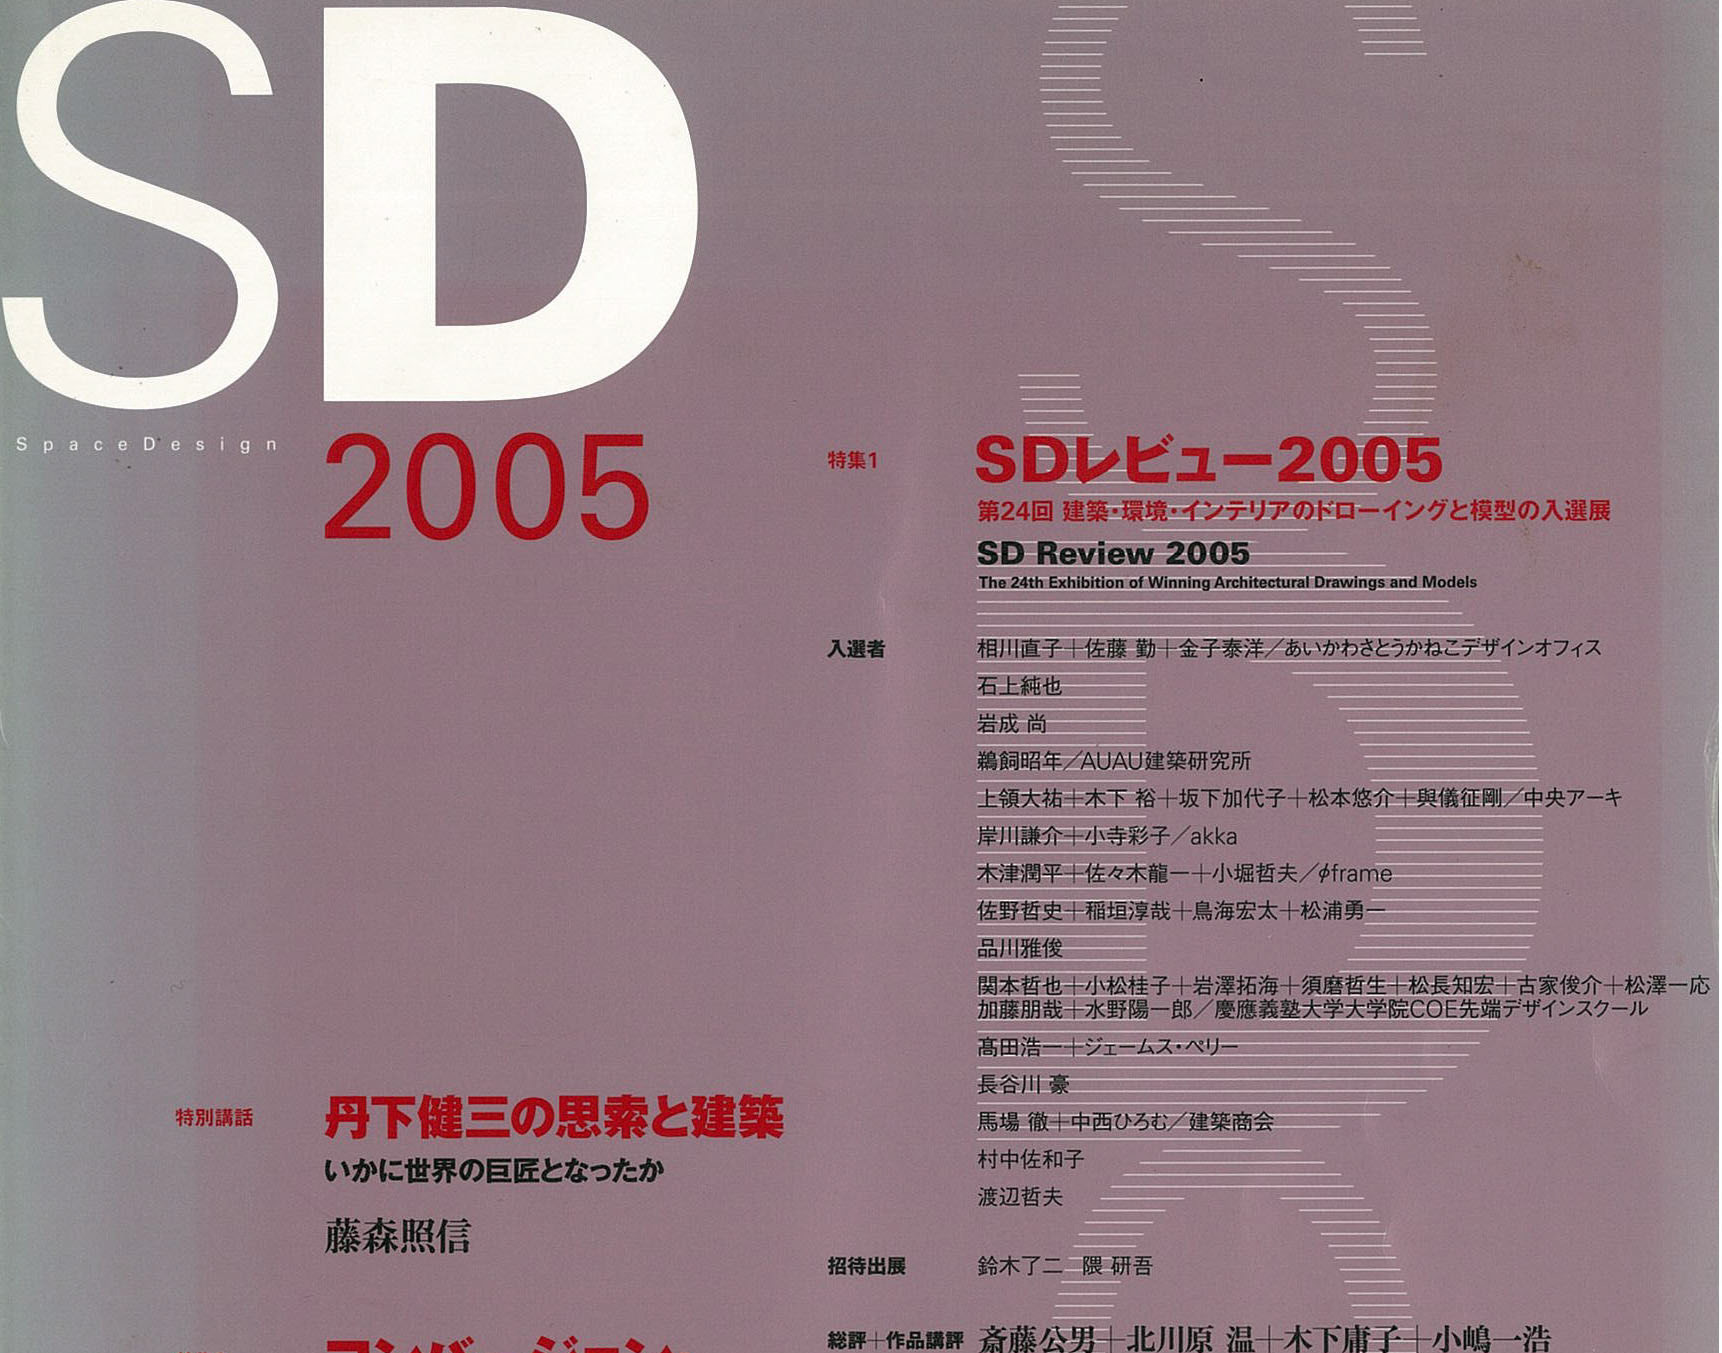 SD
SpaceDesign
2005
特集1
SDレビュー2005
第24回 建築・環境・インテリアのドローイングと模型の入選展
SD Review 2005
The 24th Exhibition of Winning Architectural Drawings and Models
入選者
相川直子＋佐藤 勤＋金子泰洋／あいかわさとうかねこデザインオフィス
石上純也
岩成 尚
鵜飼昭年／AUAU建築研究所
上領大祐＋木下 裕＋坂下加代子＋松本悠介＋與儀征剛／中央アーキ
岸川謙介＋小寺彩子／akka
木津潤平＋佐々木龍一＋小堀哲夫／φframe
佐野哲史＋稲垣淳哉＋鳥海宏太＋松浦勇一
品川雅俊
関本哲也＋小松桂子＋岩澤拓海＋須磨哲生＋松長知宏＋古家俊介＋松澤一応
加藤朋哉＋水野陽一郎／慶應義塾大学大学院COE先端デザインスクール
髙田浩一＋ジェームス・ペリー
長谷川 豪
馬場 徹＋中西ひろむ／建築商会
村中佐和子
渡辺哲夫
招待出展
鈴木了二 隈 研吾
総評＋作品講評
斎藤公男＋北川原 温＋木下庸子＋小嶋一浩
特別講話
丹下健三の思索と建築
いかに世界の巨匠となったか
藤森照信
コンバージョン